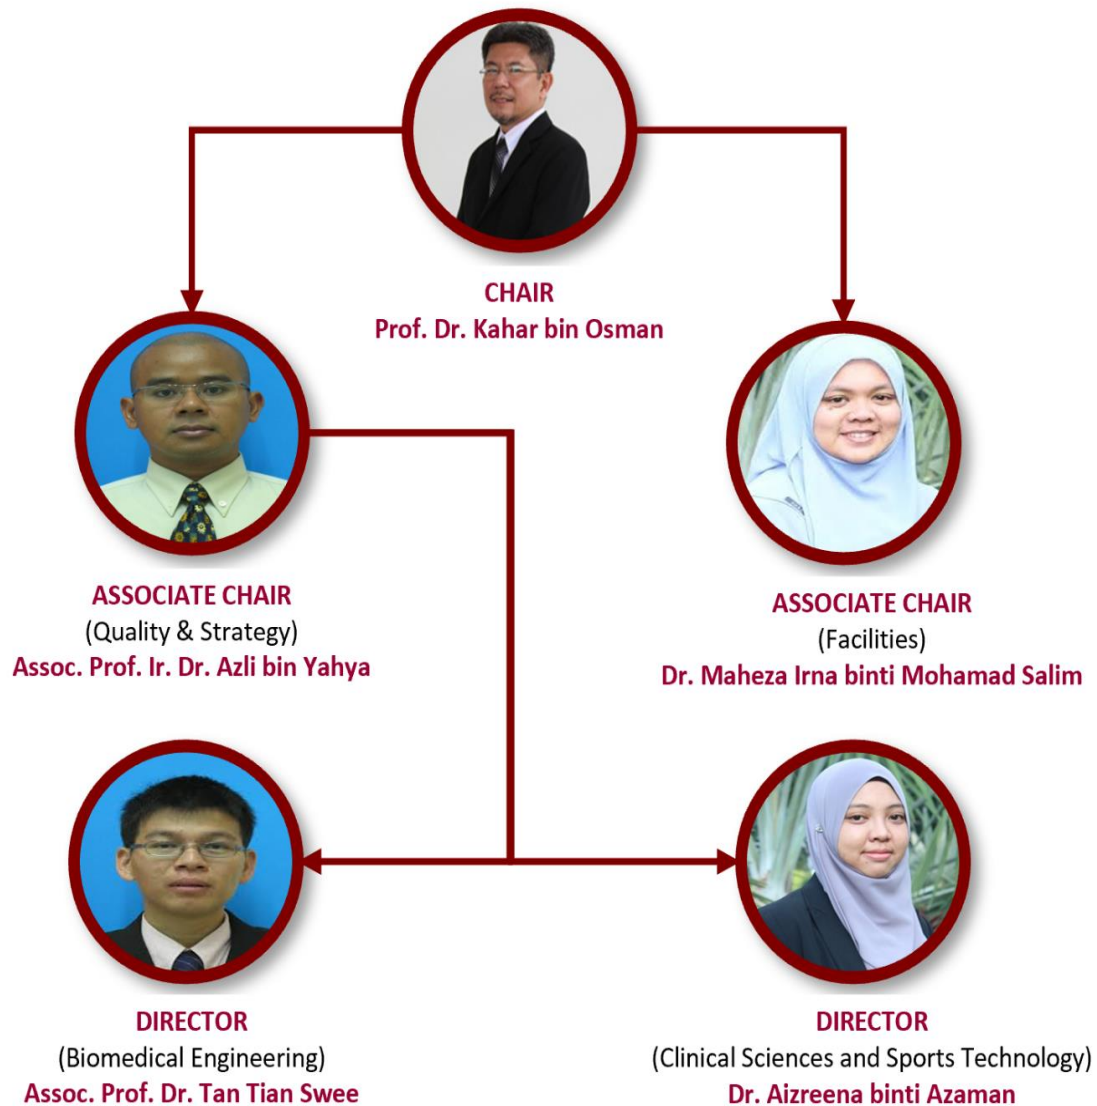 CHAIR
Prof. Dr. Kahar bin Osman
ASSOCIATE CHAIR
(Quality & Strategy)
Assoc. Prof. Ir. Dr. Azli bin Yahya
ASSOCIATE CHAIR
(Facilities)
Dr. Maheza Irna binti Mohamad Salim
DIRECTOR
(Biomedical Engineering)
Assoc. Prof. Dr. Tan Tian Swee
DIRECTOR
(Clinical Sciences and Sports Technology)
Dr. Aizreena binti Azaman